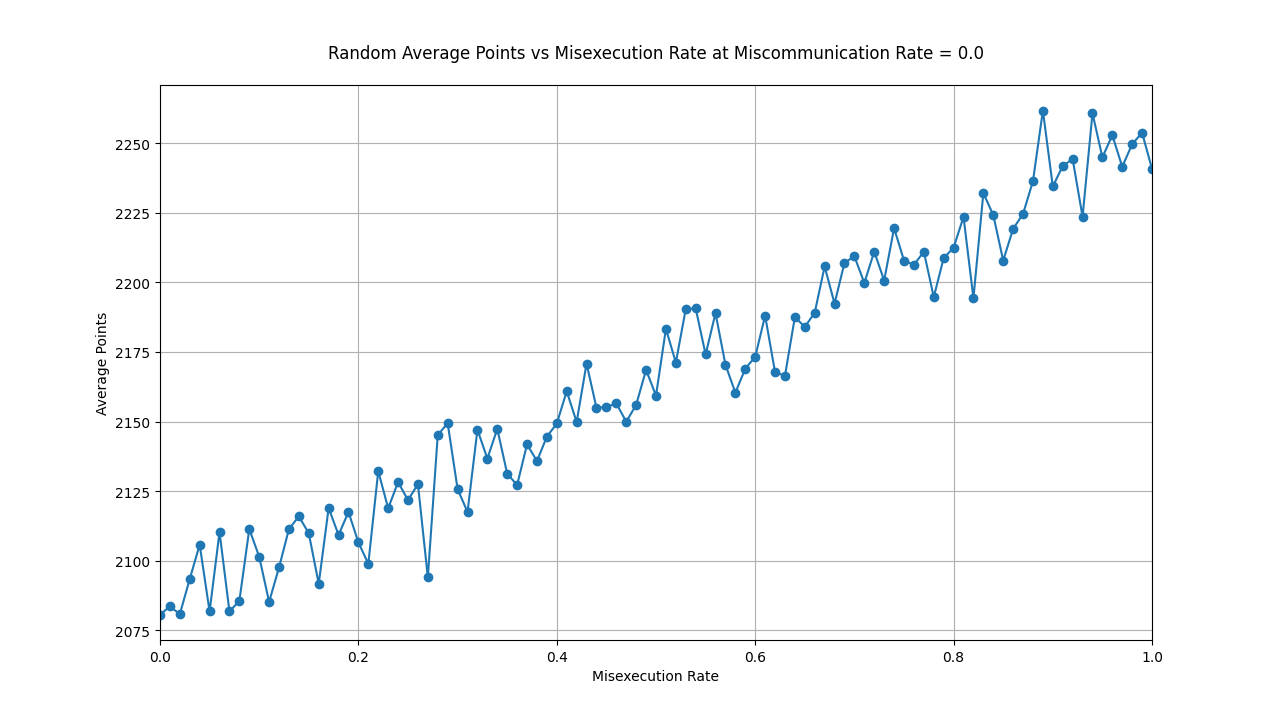 Random Average Points vs Misexecution Rate at Miscommunication Rate = 0.0
2250
2225
2200
2175
2150
2125
2100
2075
Average Points
0.0 0.2 0.4 0.6 0.8 1.0
Misexecution Rate